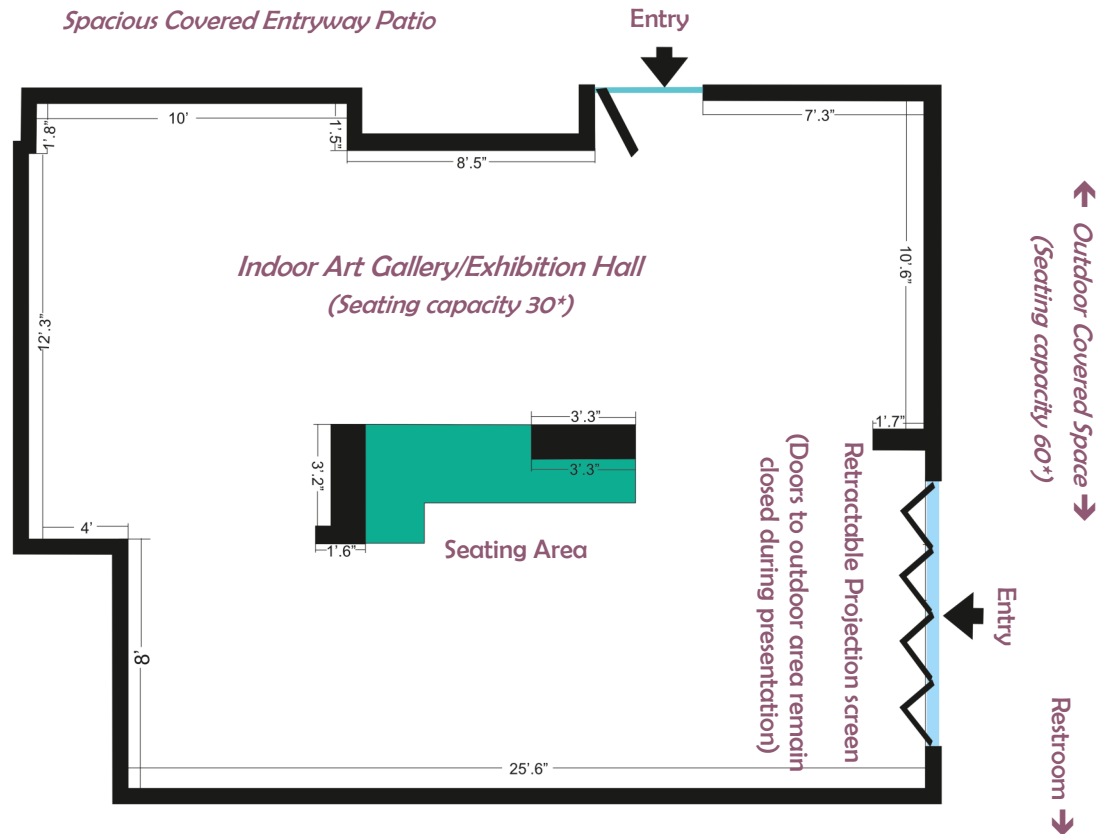 Spacious Covered Entryway Patio
Entry
10'
1'.8”
1'.5”
8'.5”
7'.3”
10'.6”
Indoor Art Gallery/Exhibition Hall
(Seating capacity 30*)
12'.3”
← Outdoor Covered Space →
(Seating capacity 60*)
3'.3”
3'.3”
3'.2”
1'.6”
Seating Area
1'.7”
Retractable Projection screen
(Doors to outdoor area remain
closed during presentation)
4'
8'
Entry
25'.6”
Restroom →